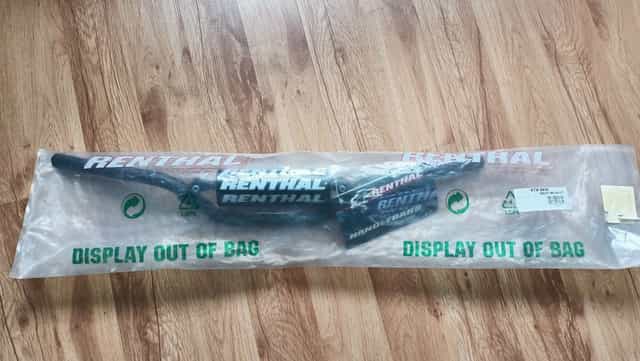 RENTHAL
RENTHAL
RENTHAL
RENTHAL
RENTHAL
RENTHAL
HANDLEBARS
DISPLAY OUT OF BAG
DISPLAY OUT OF BAG